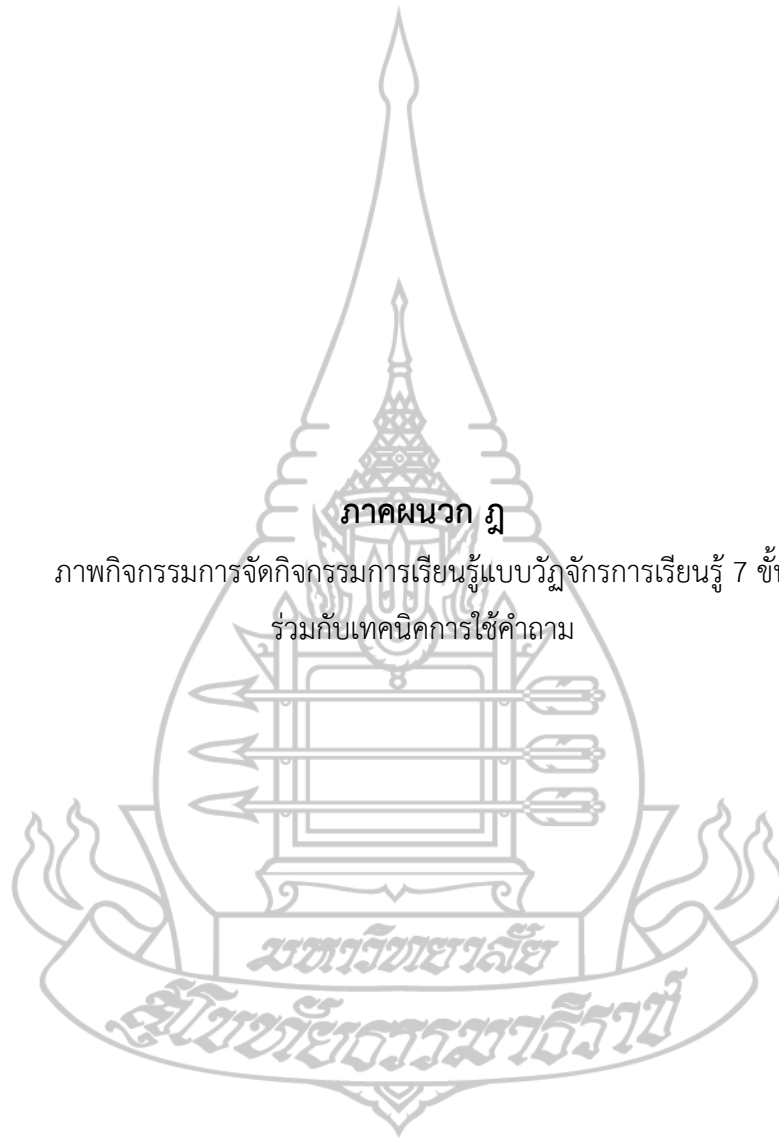 ภาคผนวก ฎ
ภาพกิจกรรมการจัดกิจกรรมการเรียนรู้แบบวัฏจักรการเรียนรู้ 7
ร่วมกับเทคนิคการใช้คำถาม
มหาวิทยาลัย
สุโขทัยธรรมาธิราช